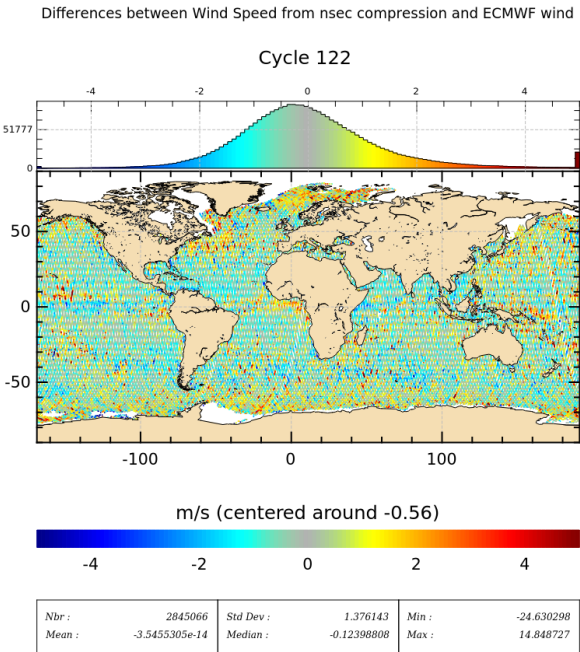 Differences between Wind Speed from nsec compression and ECMWF wind
Cycle 122
-4 -2 0 2 4
51777
0
50
0
-50
-100 0 100
m/s (centered around -0.56)
-4 -2 0 2 4
Nbr : 2845066 Std Dev : 1.376143 Min : -24.630298
Mean : -3.5455305e-14 Median : -0.12398808 Max : 14.848727